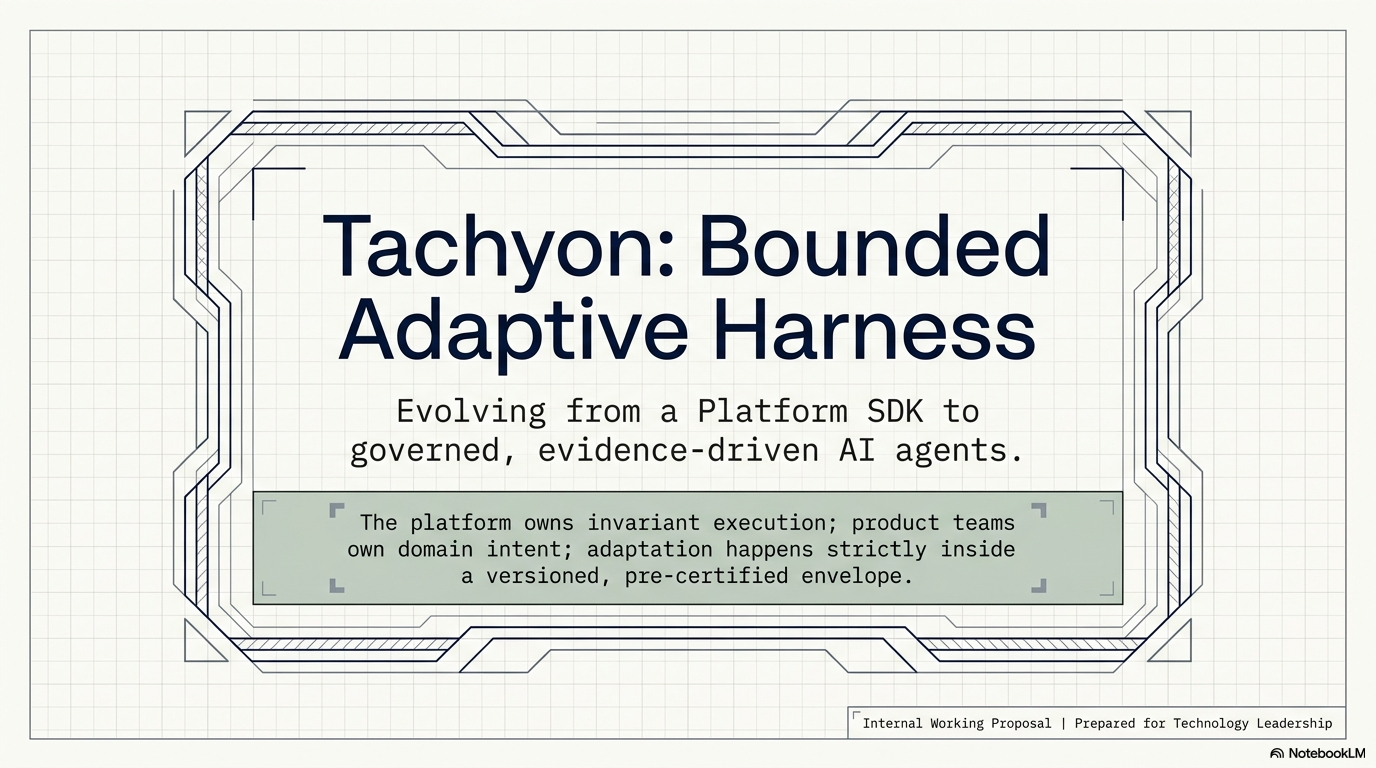 Tachyon: Bounded
Adaptive Harness
Evolving from a Platform SDK to
governed, evidence-driven AI agents.
The platform owns invariant execution; product teams
own domain intent; adaptation happens strictly inside
a versioned, pre-certified envelope.
Internal Working Proposal | Prepared for Technology Leadership
NotebookLM